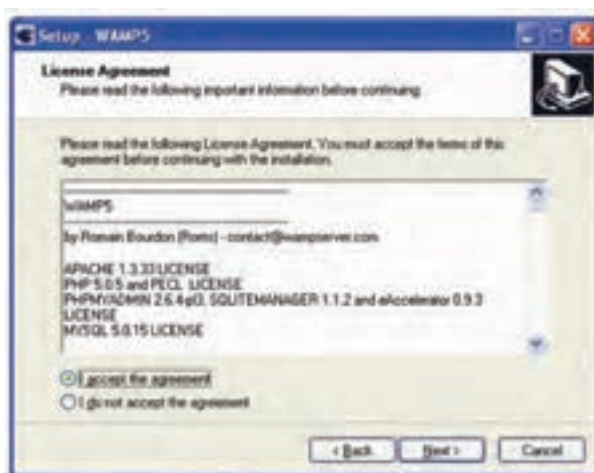 Setup - WAMP5
License Agreement
Please read the following important information before continuing.
Please read the following License Agreement. You must accept the terms of this
agreement before continuing with the installation.
WAMP5
by Romain Bourdon (Roms) - contact@wampserver.com
APACHE 1.3.33 LICENSE
PHP 5.0.5 and PECL LICENSE
PHPMYADMIN 2.6.4-pl3, SQLITEMANAGER 1.1.2 and eAccelerator 0.9.3
LICENSE
MYSQL 5.0.15 LICENSE
I accept the agreement
I do not accept the agreement
< Back Next > Cancel